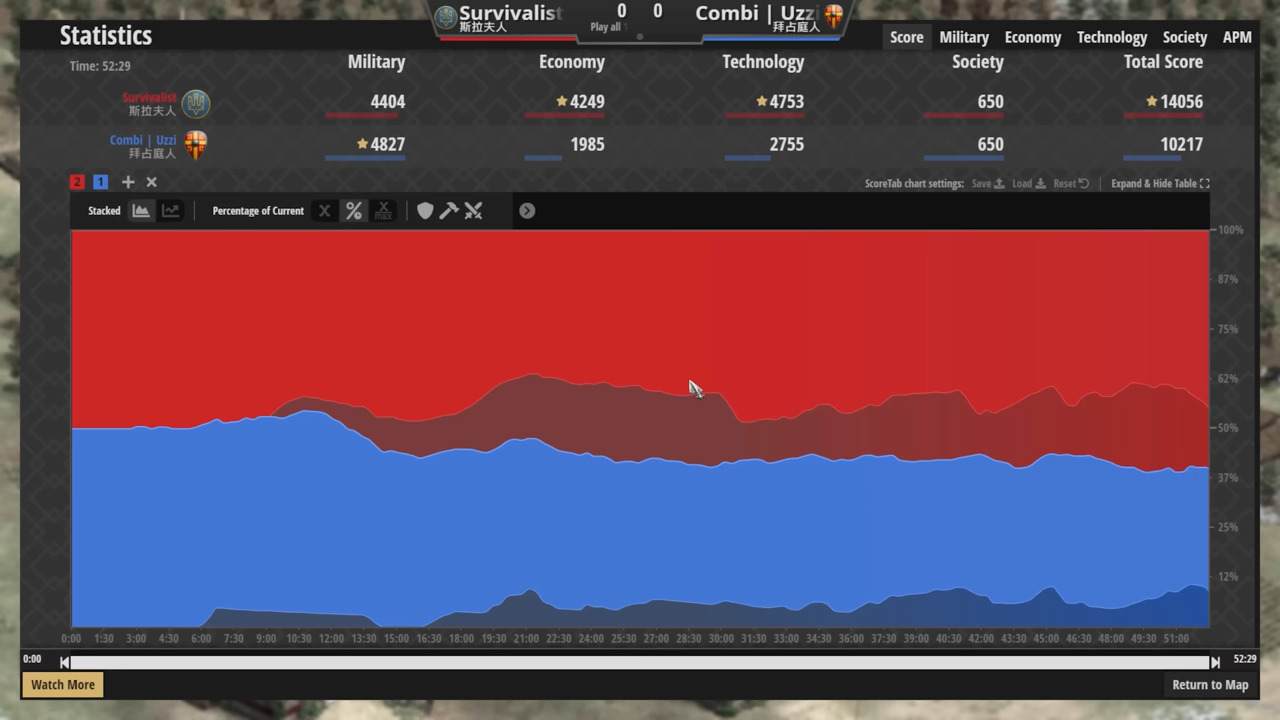 Survivalist 0 0 Combi | Uzzi
斯拉夫人 Play all 拜占庭人
Statistics
Score Military Economy Technology Society APM
Time: 52:29 Military Economy Technology Society Total Score
Survivalist
斯拉夫人
4404 4249 4753 650 14056
Combi | Uzzi
拜占庭人
4827 1985 2755 650 10217
2 1 ScoreTab chart settings: Save Load Reset Expand & Hide Table
Stacked Percentage of Current X % X max
100%
87%
75%
62%
50%
37%
25%
12%
0:00 1:30 3:00 4:30 6:00 7:30 9:00 10:30 12:00 13:30 15:00 16:30 18:00 19:30 21:00 22:30 24:00 25:30 27:00 28:30 30:00 31:30 33:00 34:30 36:00 37:30 39:00 40:30 42:00 43:30 45:00 46:30 48:00 49:30 51:00
0:00 52:29
Watch More Return to Map